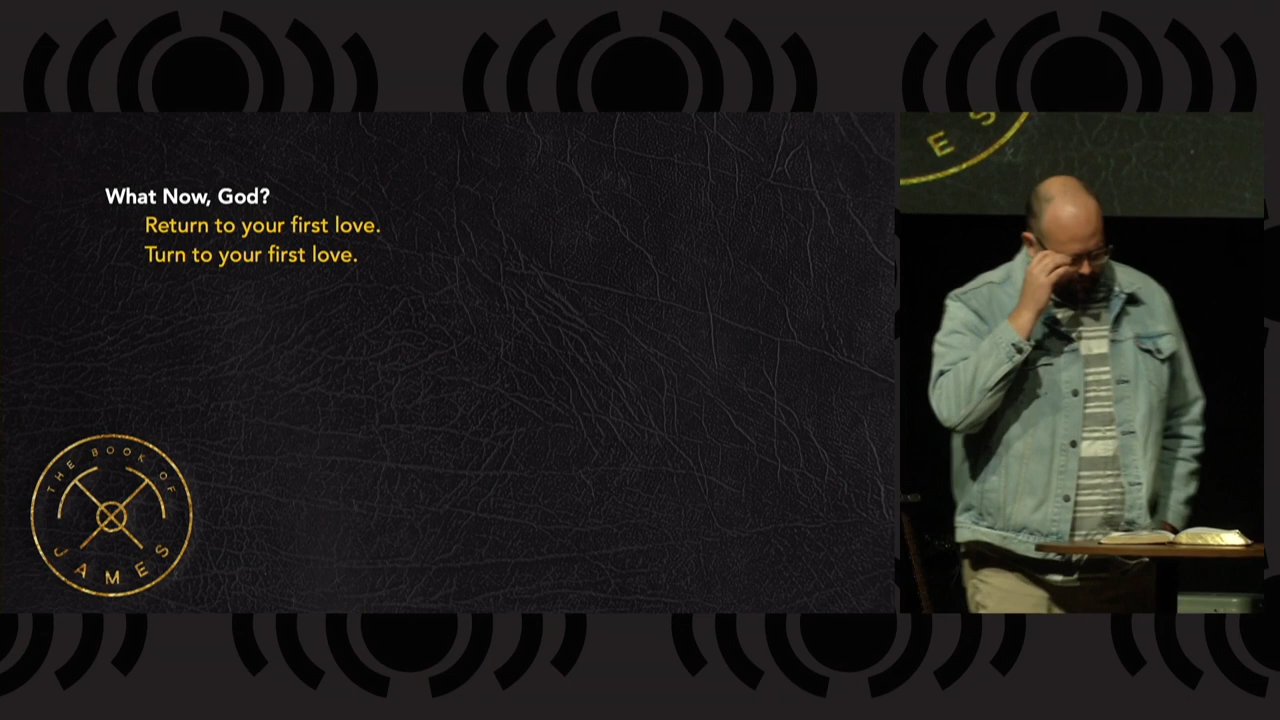 What Now, God?
Return to your first love.
Turn to your first love.
THE BOOK OF
JAMES
E S